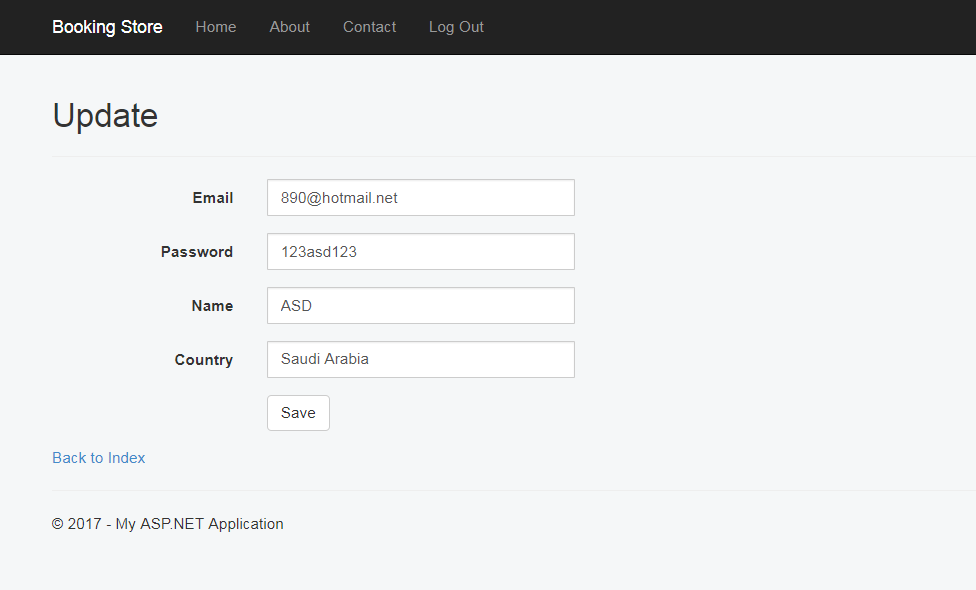 Booking Store Home About Contact Log Out
Update
Email 890@hotmail.net
Password 123asd123
Name ASD
Country Saudi Arabia
Save
Back to Index
© 2017 - My ASP.NET Application